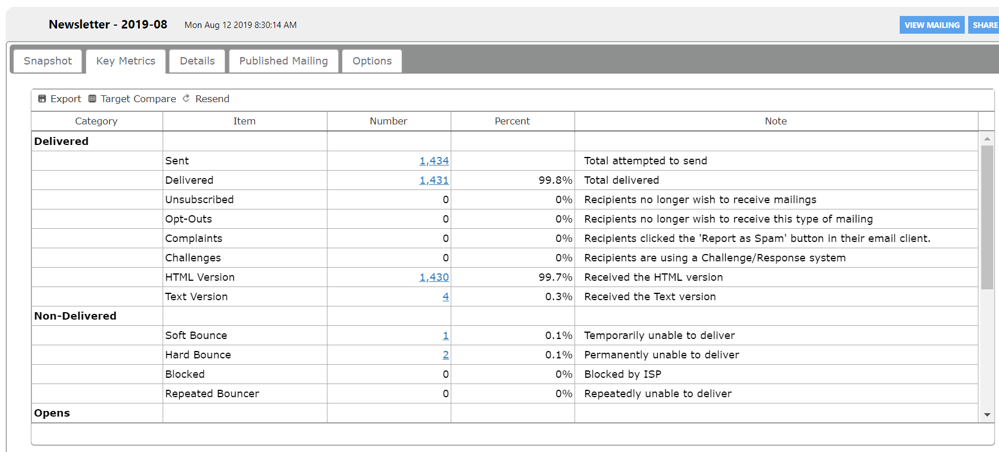 Newsletter - 2019-08 Mon Aug 12 2019 8:30:14 AM VIEW MAILING SHARE
Snapshot Key Metrics Details Published Mailing Options
Export Target Compare Resend
Category Item Number Percent Note
Delivered
Sent 1,434 Total attempted to send
Delivered 1,431 99.8% Total delivered
Unsubscribed 0 0% Recipients no longer wish to receive mailings
Opt-Outs 0 0% Recipients no longer wish to receive this type of mailing
Complaints 0 0% Recipients clicked the 'Report as Spam' button in their email client.
Challenges 0 0% Recipients are using a Challenge/Response system
HTML Version 1,430 99.7% Received the HTML version
Text Version 4 0.3% Received the Text version
Non-Delivered
Soft Bounce 1 0.1% Temporarily unable to deliver
Hard Bounce 2 0.1% Permanently unable to deliver
Blocked 0 0% Blocked by ISP
Repeated Bouncer 0 0% Repeatedly unable to deliver
Opens